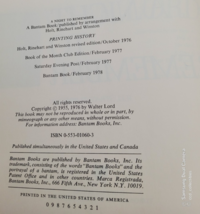 A NIGHT TO REMEMBER
A Bantam Book / published by arrangement with
Holt, Rinehart and Winston
PRINTING HISTORY
Holt, Rinehart and Winston revised edition / October 1976
Book of the Month Club Edition / February 1977
Saturday Evening Post / February 1977
Bantam Book / February 1978
All rights reserved.
Copyright © 1955, 1976 by Walter Lord
This book may not be reproduced in whole or in part, by
mimeograph or any other means, without permission.
For information address: Bantam Books, Inc.
ISBN 0-553-01060-3
Published simultaneously in the United States and Canada
Bantam Books are published by Bantam Books, Inc. Its
trademark, consisting of the words "Bantam Books" and the
portrayal of a bantam, is registered in the United States
Patent Office and in other countries. Marca Registrada.
Bantam Books, Inc., 666 Fifth Ave., New York, N.Y. 10019.
PRINTED IN THE UNITED STATES OF AMERICA
0 9 8 7 6 5 4 3 2 1